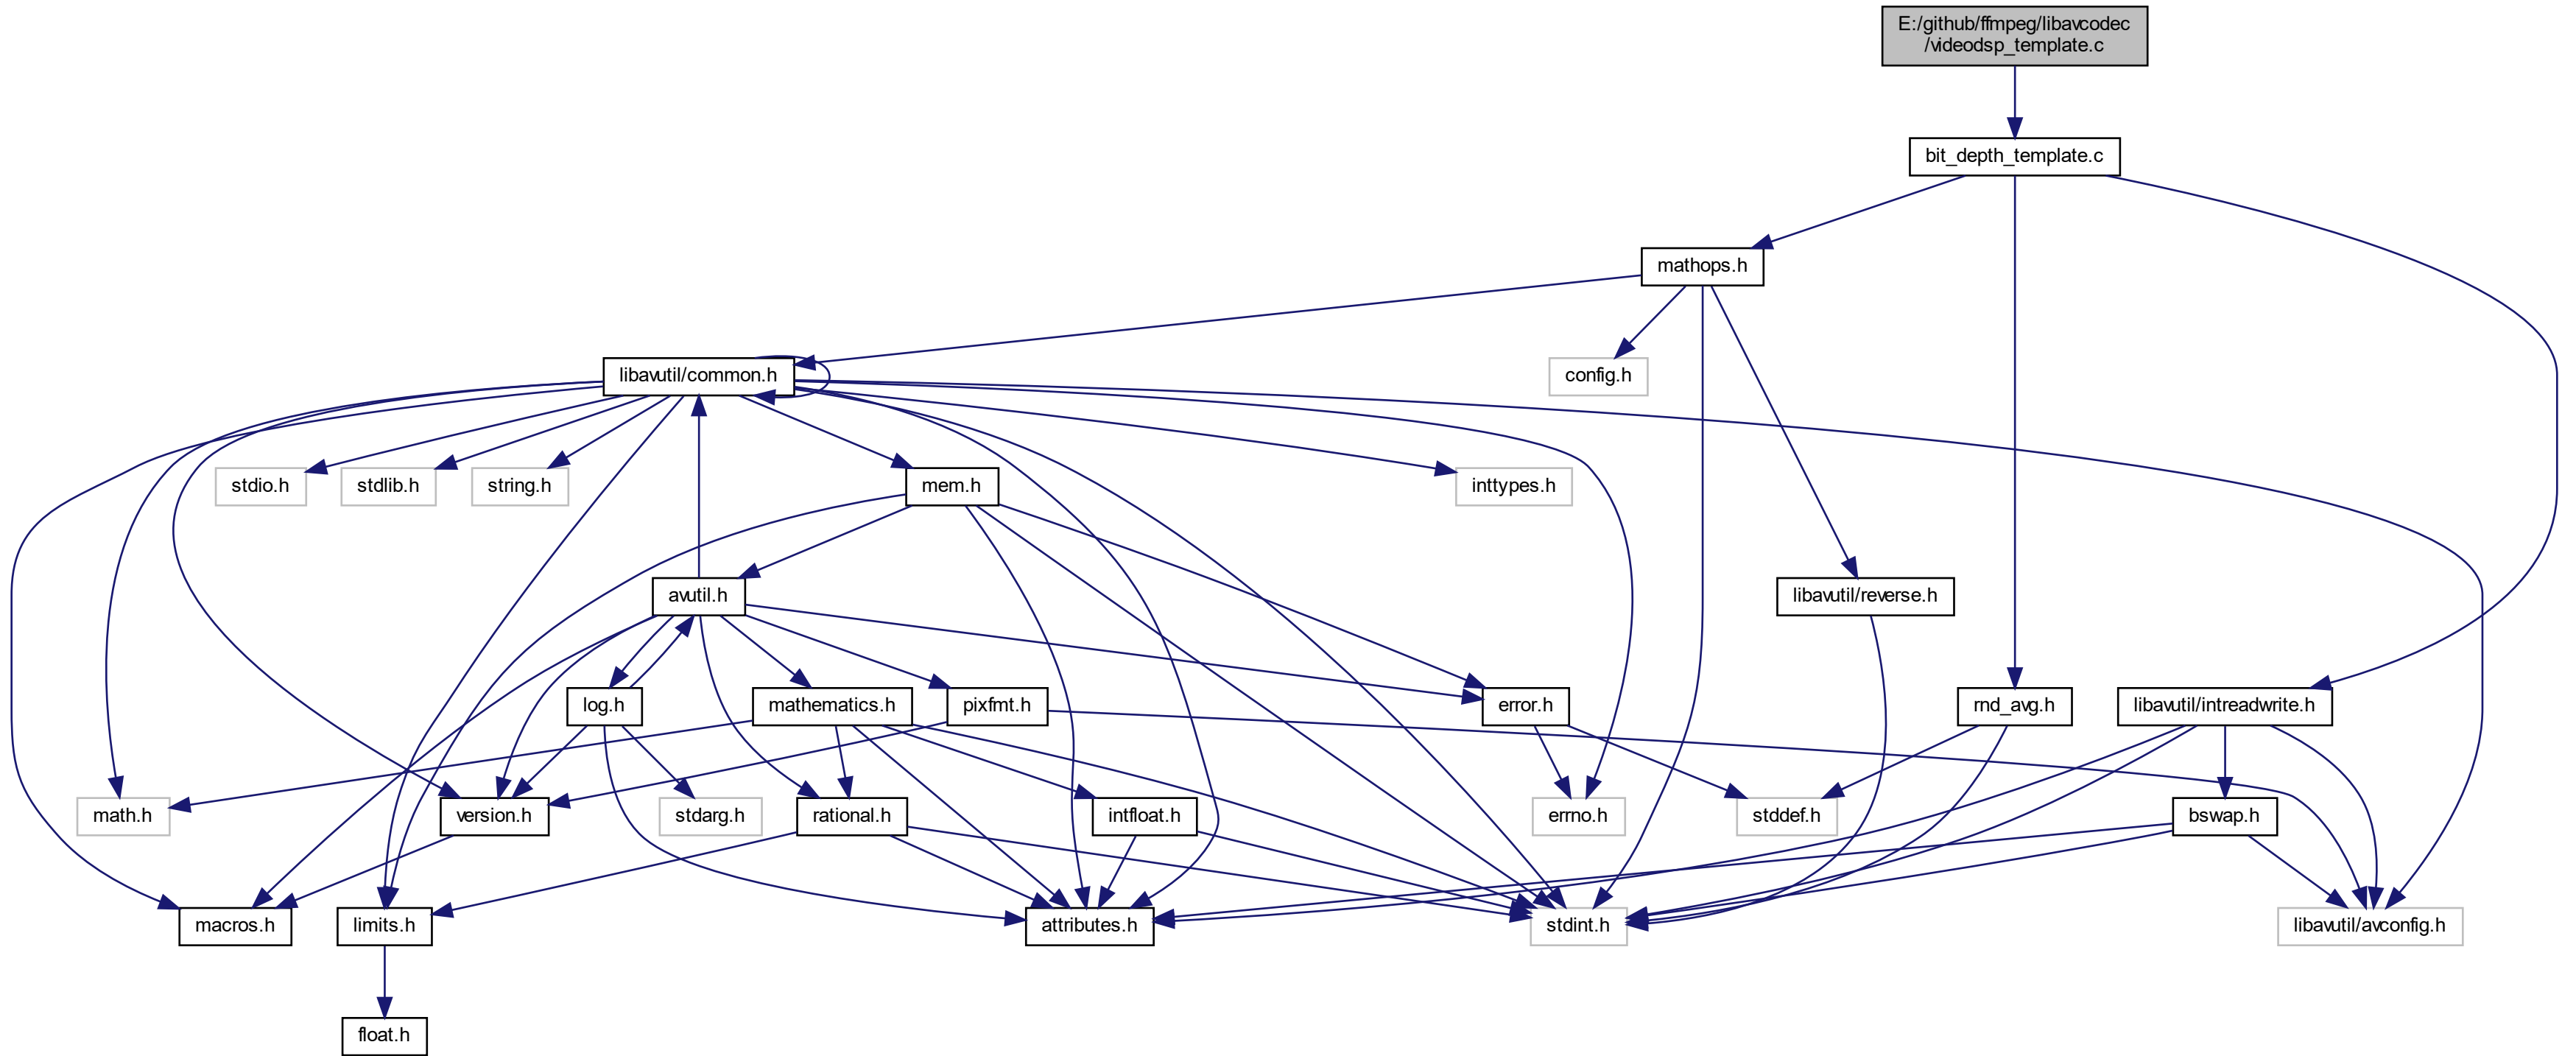 E:/github/ffmpeg/libavcodec
/videodsp_template.c
bit_depth_template.c
mathops.h
libavutil/common.h
config.h
stdio.h
stdlib.h
string.h
mem.h
inttypes.h
avutil.h
libavutil/reverse.h
log.h
mathematics.h
pixfmt.h
error.h
rnd_avg.h
libavutil/intreadwrite.h
math.h
version.h
stdarg.h
rational.h
intfloat.h
errno.h
stddef.h
bswap.h
macros.h
limits.h
attributes.h
stdint.h
libavutil/avconfig.h
float.h